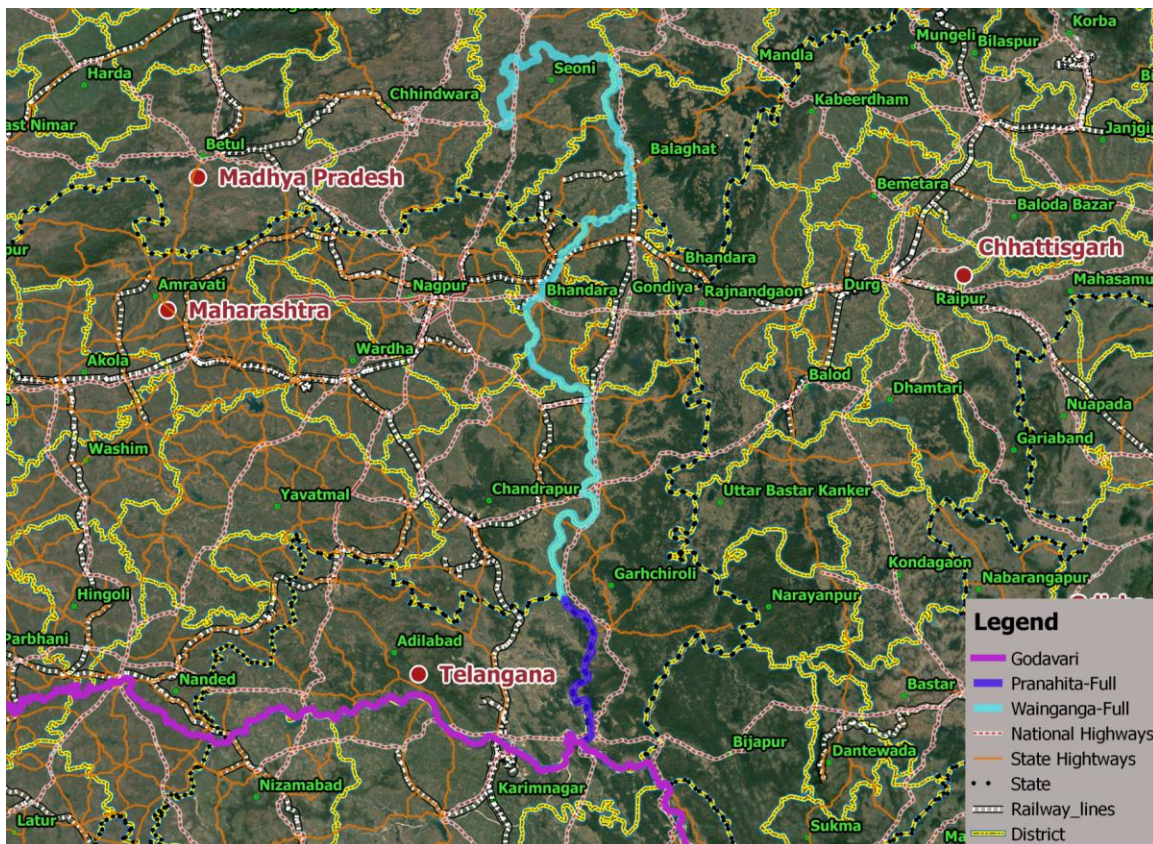 Korba
Mungeli
Bilaspur
Mandla
Harda
Seoni
Chhindwara
Kabeerdham
Janjgir
ast Nimar
Betul
Balaghat
Madhya Pradesh
Bemetara
Baloda Bazar
Chhattisgarh
Bhandara
Amravati
Nagpur
Bhandara
Gondiya
Rajnandgaon
Durg
Raipur
Mahasamu
Maharashtra
Akola
Wardha
Balod
Dhamtari
Nuapada
Washim
Gariaband
Yavatmal
Chandrapur
Uttar Bastar Kanker
Hingoli
Garhchiroli
Kondagaon
Nabarangapur
Narayanpur
Parbhani
Adilabad
Nanded
Telangana
Bastar
Bijapur
Dantewada
Nizamabad
Karimnagar
Latur
Sukma
Legend
Godavari
Pranahita-Full
Wainganga-Full
National Highways
State Hightways
State
Railway_lines
District